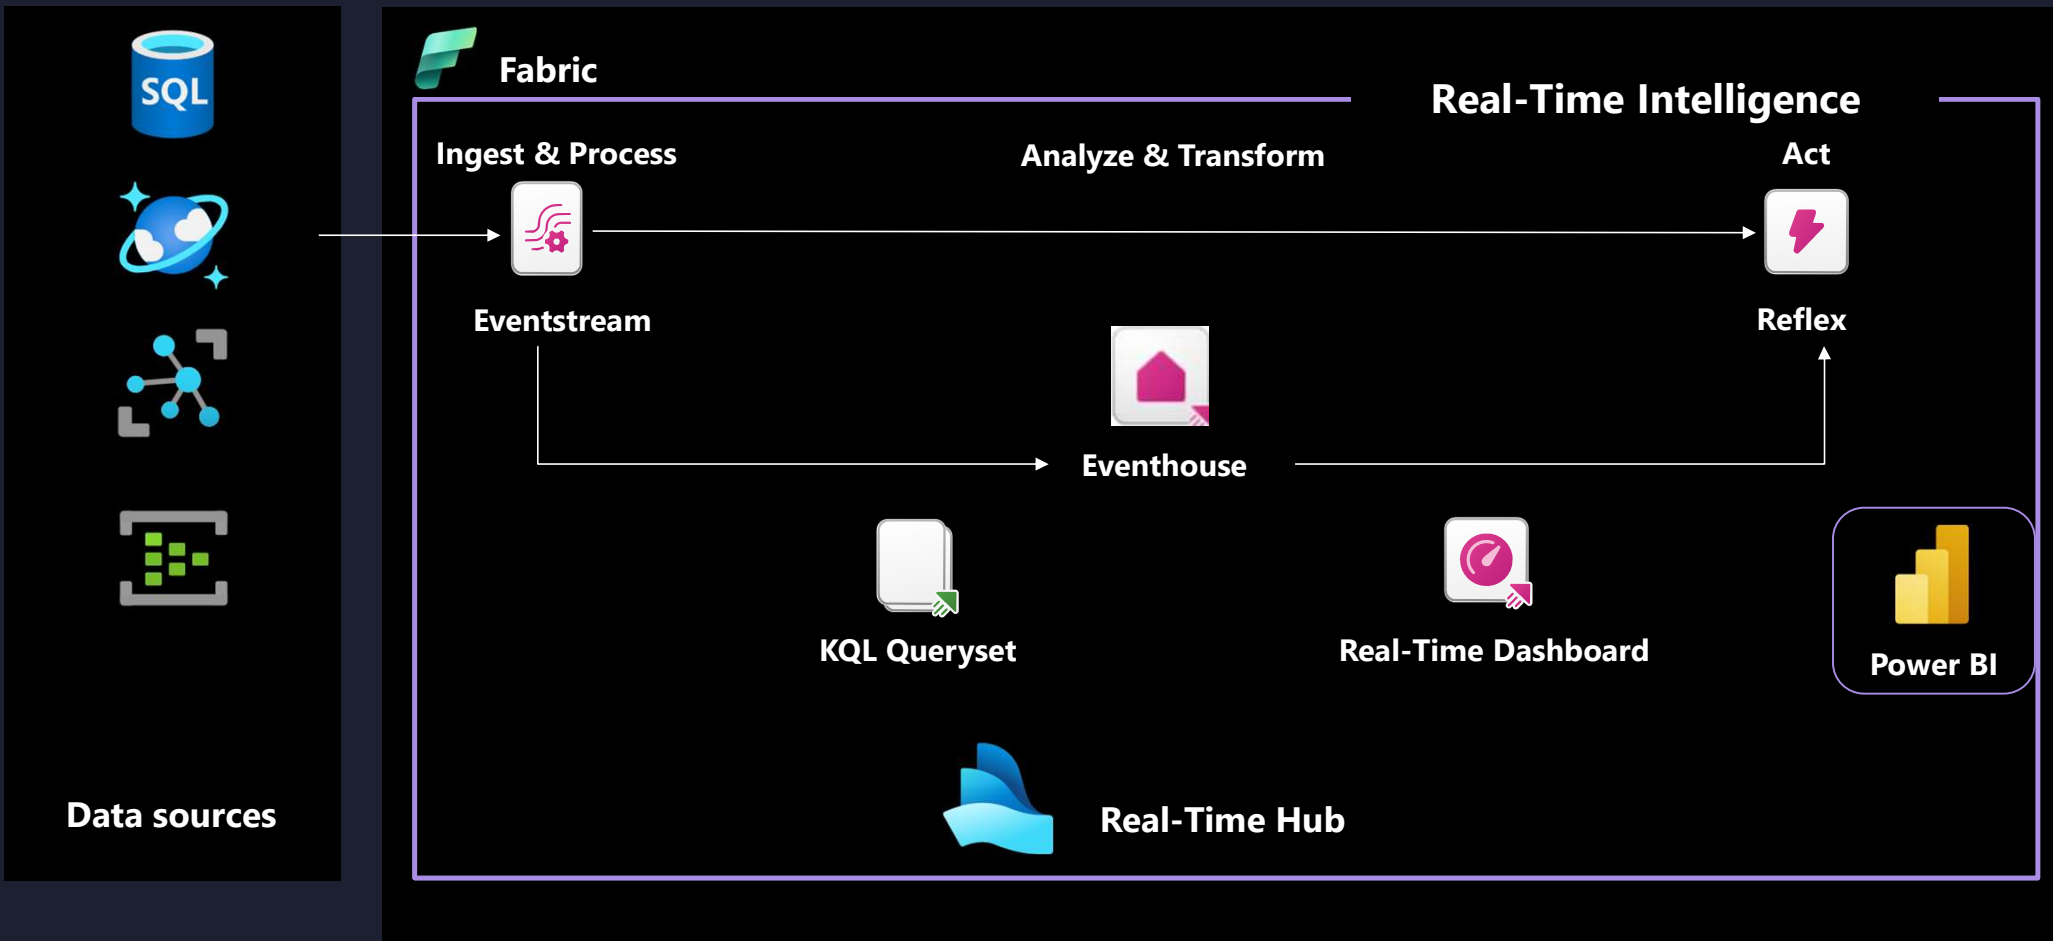 SQL
Data sources
Fabric
Real-Time Intelligence
Ingest & Process
Analyze & Transform
Act
Eventstream
Reflex
Eventhouse
KQL Queryset
Real-Time Dashboard
Power BI
Real-Time Hub